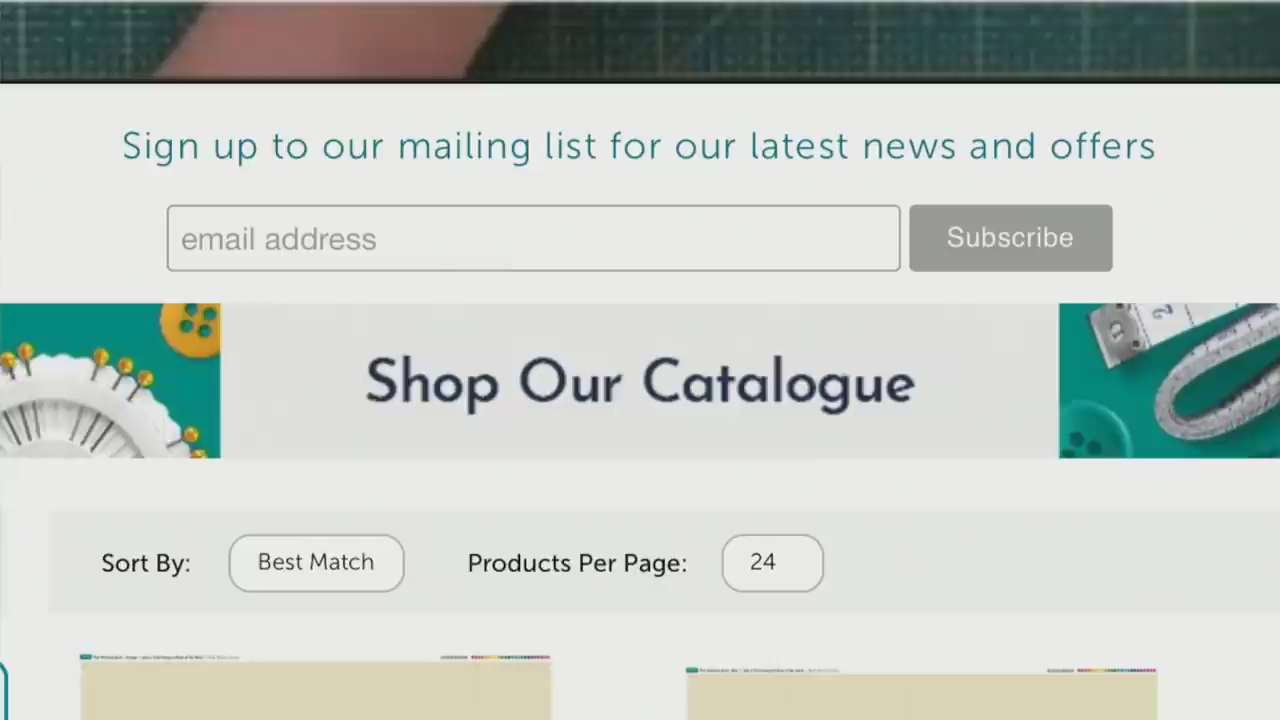 Sign up to our mailing list for our latest news and offers
email address
Subscribe
Shop Our Catalogue
Sort By:
Best Match
Products Per Page:
24